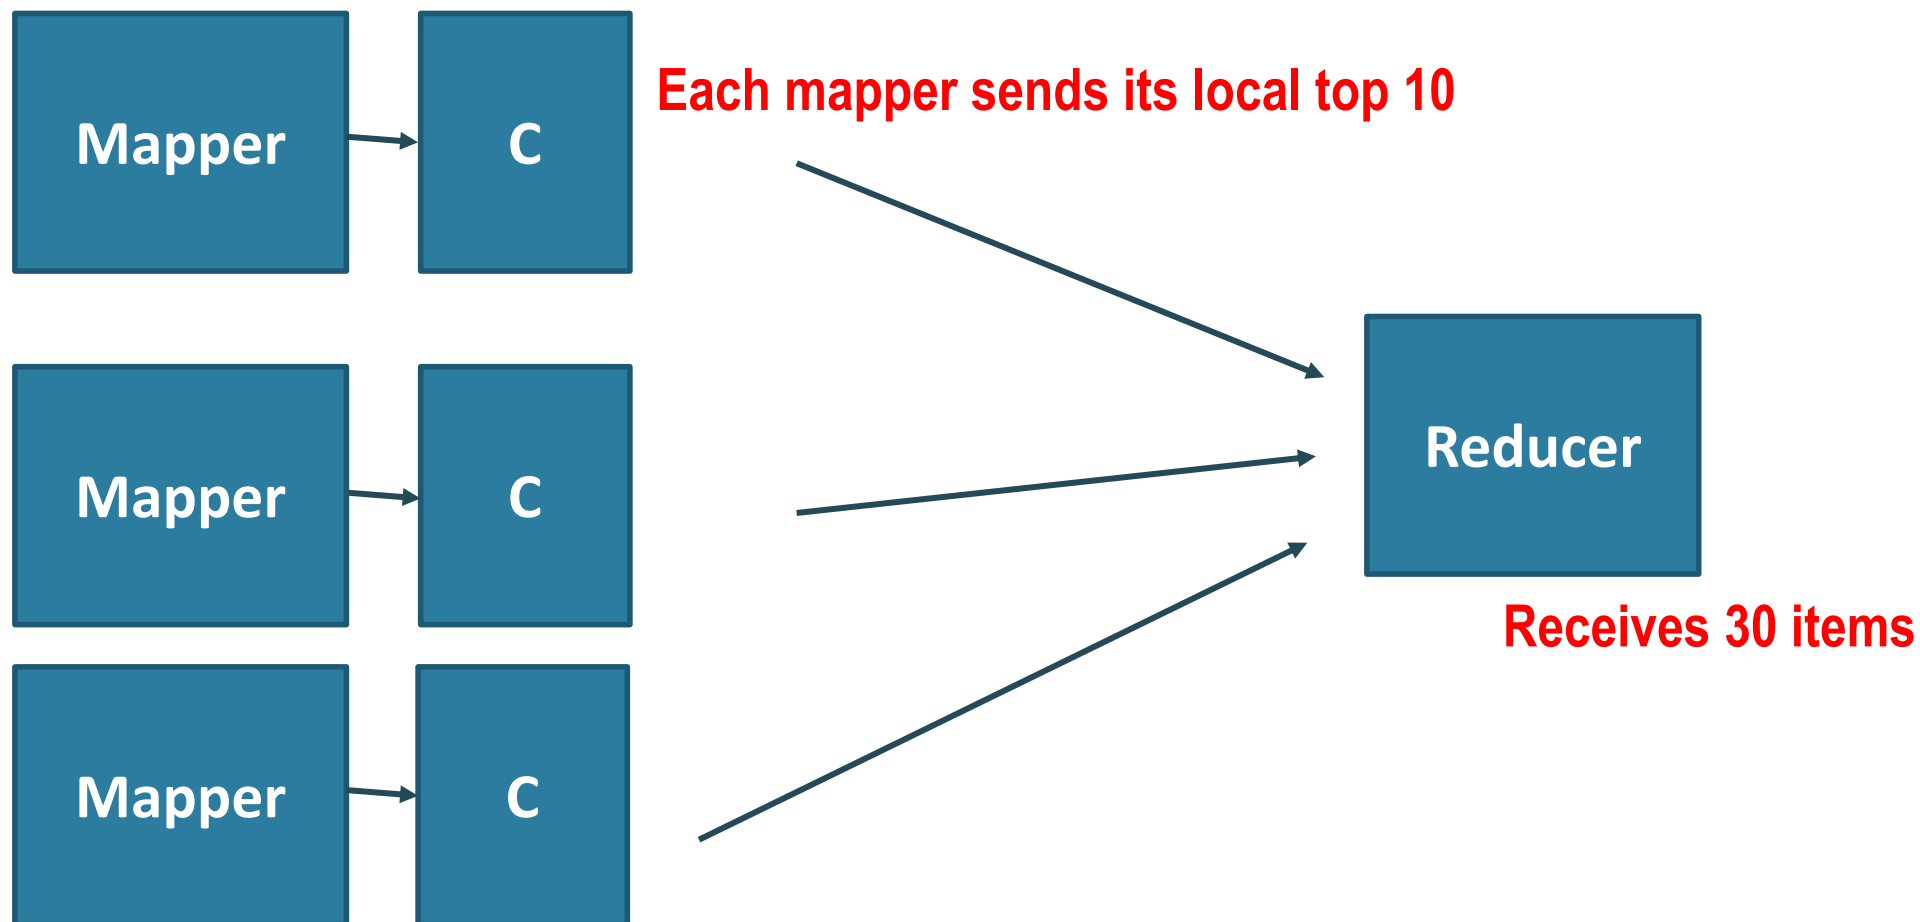 Mapper
C
Each mapper sends its local top 10
Mapper
C
Reducer
Receives 30 items
Mapper
C